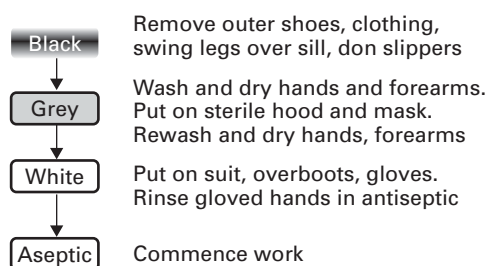 Black
Remove outer shoes, clothing,
swing legs over sill, don slippers
Grey
Wash and dry hands and forearms.
Put on sterile hood and mask.
Rewash and dry hands, forearms
White
Put on suit, overboots, gloves.
Rinse gloved hands in antiseptic
Aseptic
Commence work